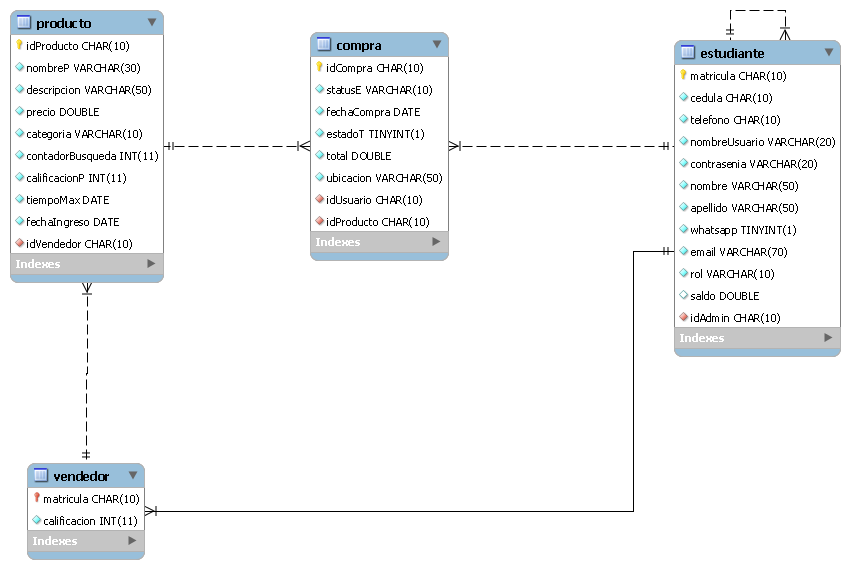 producto
idProducto CHAR(10)
nombreP VARCHAR(30)
descripcion VARCHAR(50)
precio DOUBLE
categoria VARCHAR(10)
contadorBusqueda INT(11)
calificacionP INT(11)
tiempoMax DATE
fechaIngreso DATE
idVendedor CHAR(10)
Indexes
compra
idCompra CHAR(10)
statusE VARCHAR(10)
fechaCompra DATE
estadoT TINYINT(1)
total DOUBLE
ubicacion VARCHAR(50)
idUsuario CHAR(10)
idProducto CHAR(10)
Indexes
estudiante
matricula CHAR(10)
cedula CHAR(10)
telefono CHAR(10)
nombreUsuario VARCHAR(20)
contrasenia VARCHAR(20)
nombre VARCHAR(50)
apellido VARCHAR(50)
whatsapp TINYINT(1)
email VARCHAR(70)
rol VARCHAR(10)
saldo DOUBLE
idAdmin CHAR(10)
Indexes
vendedor
matricula CHAR(10)
calificacion INT(11)
Indexes